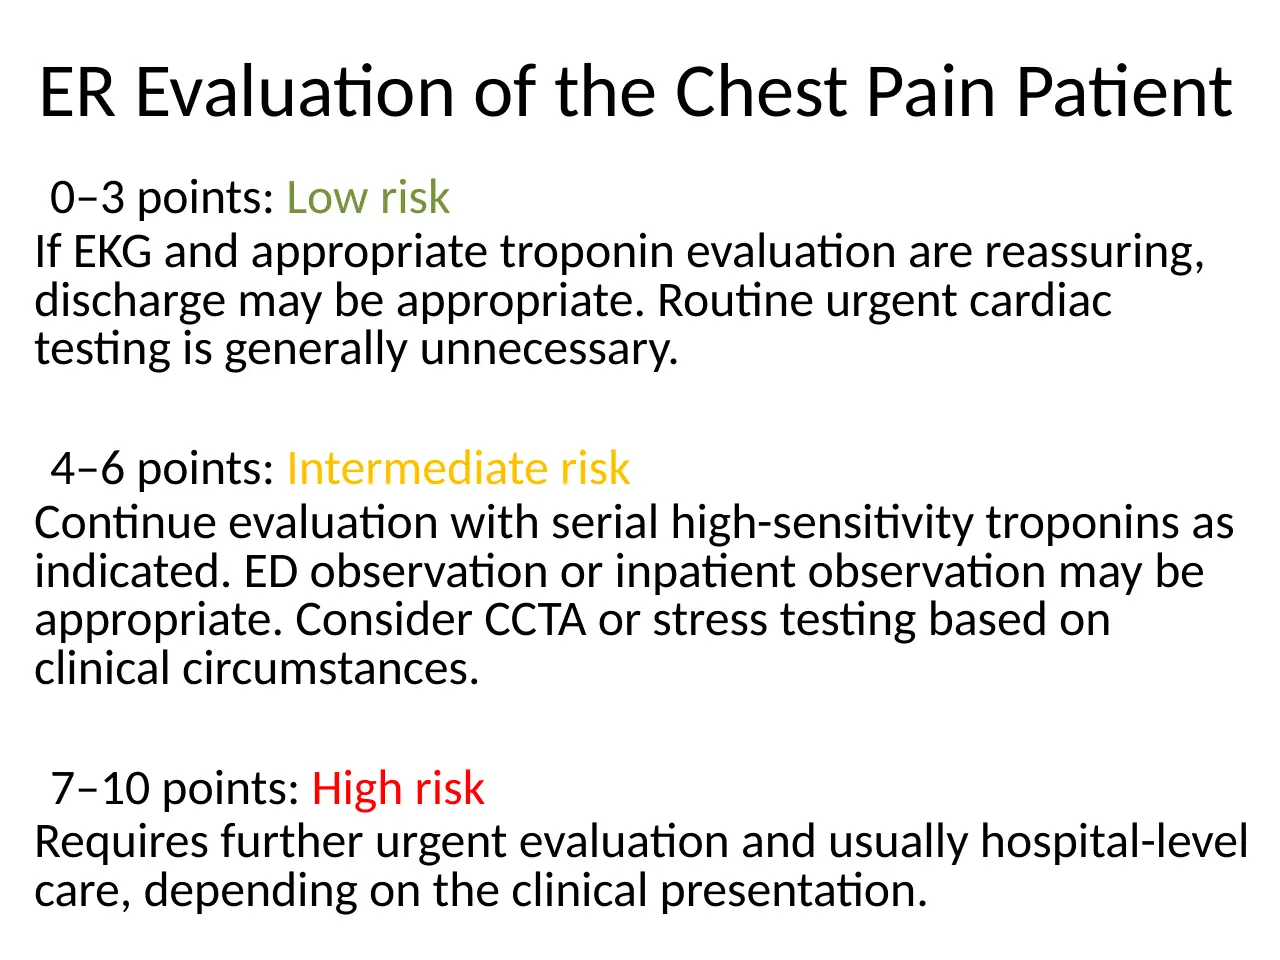 ER Evaluation of the Chest Pain Patient
0–3 points: Low risk
If EKG and appropriate troponin evaluation are reassuring,
discharge may be appropriate. Routine urgent cardiac
testing is generally unnecessary.
4–6 points: Intermediate risk
Continue evaluation with serial high-sensitivity troponins as
indicated. ED observation or inpatient observation may be
appropriate. Consider CCTA or stress testing based on
clinical circumstances.
7–10 points: High risk
Requires further urgent evaluation and usually hospital-level
care, depending on the clinical presentation.